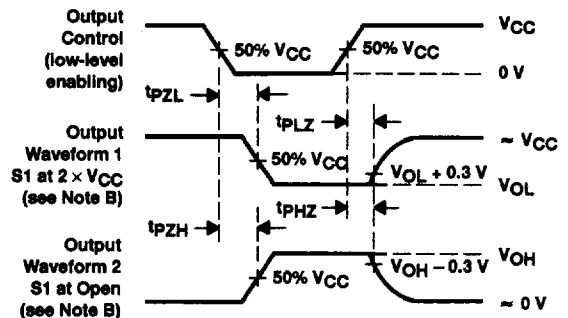 Output
Control
(low-level
enabling)
50% VCC
50% VCC
VCC
0 V
tPZL
tPLZ
Output
Waveform 1
S1 at 2 × VCC
(see Note B)
50% VCC
≈ VCC
VOL + 0.3 V
VOL
tPZH
tPHZ
Output
Waveform 2
S1 at Open
(see Note B)
50% VCC
VOH
VOH − 0.3 V
≈ 0 V